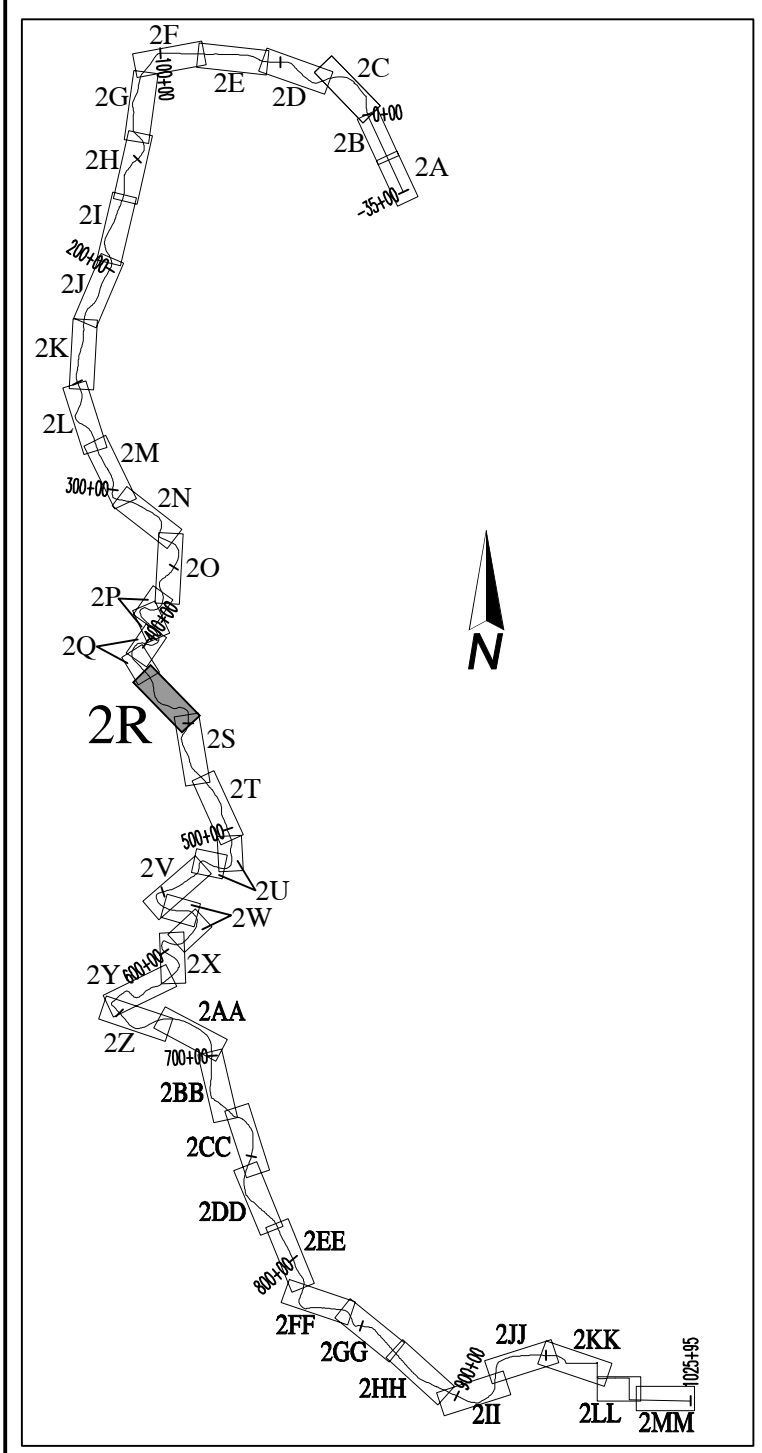 2F
2E
2D
2C
100+00
2G
0+00
2B
2A
-35+00
2H
2I
200+00
2J
2K
2L
2M
300+00
2N
2O
2P
400+00
2Q
N
2R
2S
2T
500+00
2V
2U
2W
2X
600+00
2Y
2AA
2Z
700+00
2BB
2CC
2DD
2EE
800+00
2FF
2GG
2HH
900+00
2JJ
2KK
1025+95
2II
2LL
2MM